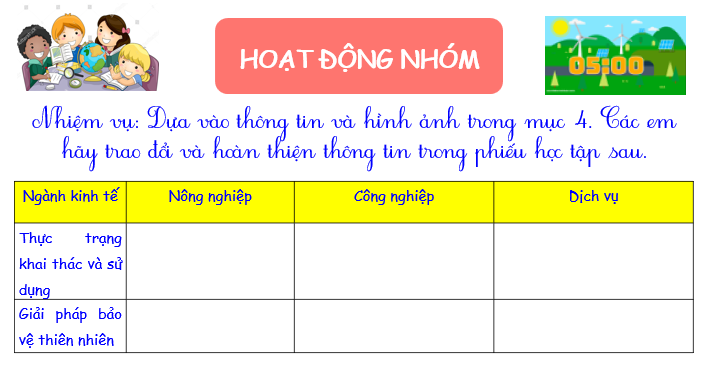 HOẠT ĐỘNG NHÓM
05:00
Nhiệm vụ: Dựa vào thông tin và hình ảnh trong mục 4. Các em
hãy trao đổi và hoàn thiện thông tin trong phiếu học tập sau.
Ngành kinh tế Nông nghiệp Công nghiệp Dịch vụ
Thực trạng
khai thác và sử
dụng
Giải pháp bảo
vệ thiên nhiên